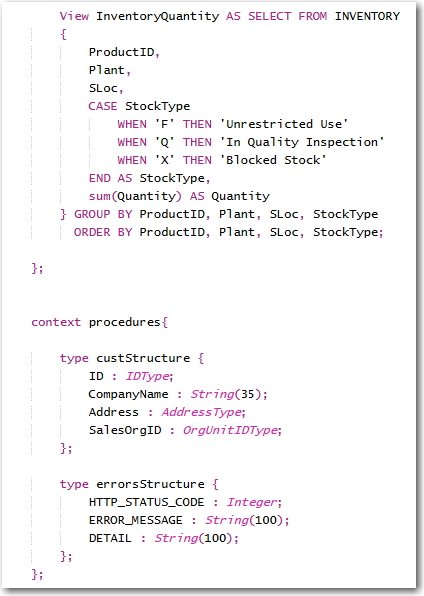 View InventoryQuantity AS SELECT FROM INVENTORY
{
ProductID,
Plant,
SLoc,
CASE StockType
WHEN 'F' THEN 'Unrestricted Use'
WHEN 'Q' THEN 'In Quality Inspection'
WHEN 'X' THEN 'Blocked Stock'
END AS StockType,
sum(Quantity) AS Quantity
} GROUP BY ProductID, Plant, SLoc, StockType
ORDER BY ProductID, Plant, SLoc, StockType;
};
context procedures{
type custStructure {
ID : IDType;
CompanyName : String(35);
Address : AddressType;
SalesOrgID : OrgUnitIDType;
};
type errorsStructure {
HTTP_STATUS_CODE : Integer;
ERROR_MESSAGE : String(100);
DETAIL : String(100);
};
};